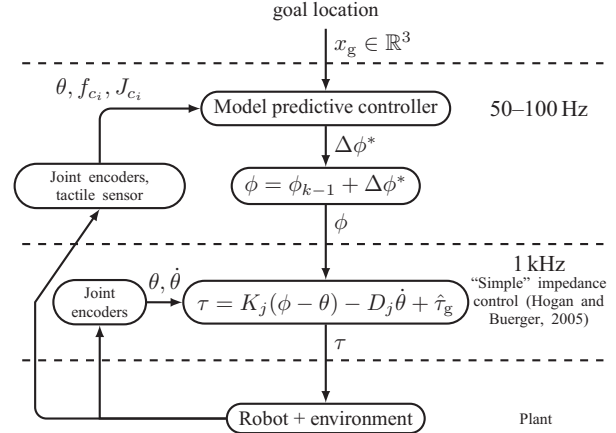 goal location
x_g ∈ ℝ³
θ, f_{c_i}, J_{c_i}
Model predictive controller
50–100 Hz
Δϕ*
Joint encoders,
tactile sensor
ϕ = ϕ_{k−1} + Δϕ*
ϕ
1 kHz
"Simple" impedance
control (Hogan and
Buerger, 2005)
θ, θ̇
Joint
encoders
τ = K_j(ϕ − θ) − D_jθ̇ + τ̂_g
τ
Robot + environment
Plant